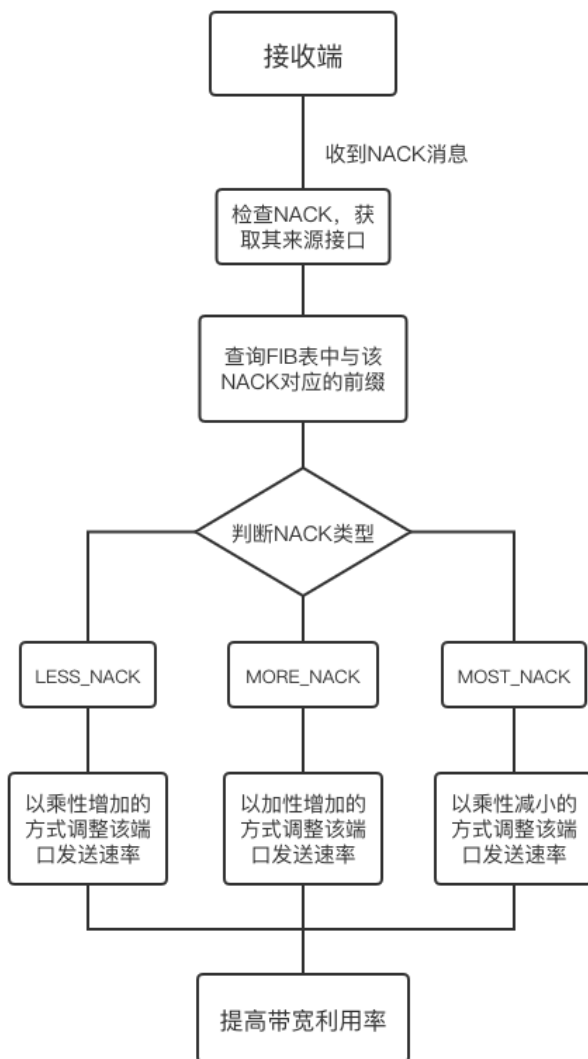 接收端
收到NACK消息
检查NACK，获
取其来源接口
查询FIB表中与该
NACK对应的前缀
判断NACK类型
LESS_NACK
MORE_NACK
MOST_NACK
以乘性增加的
方式调整该端
口发送速率
以加性增加的
方式调整该端
口发送速率
以乘性减小的
方式调整该端
口发送速率
提高带宽利用率